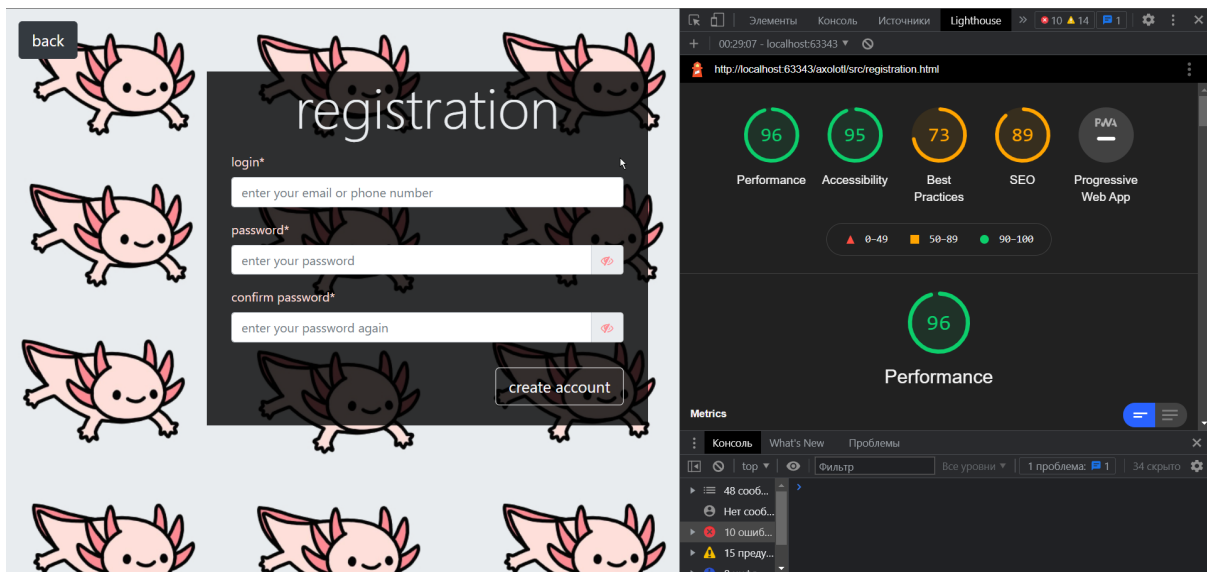 back
registration
login*
enter your email or phone number
password*
enter your password
confirm password*
enter your password again
create account
Элементы Консоль Источники Lighthouse » 10 14 1
00:29:07 - localhost:63343
http://localhost:63343/axolotl/src/registration.html
96 95 73 89 PWA
Performance Accessibility Best Practices SEO Progressive Web App
0–49 50–89 90–100
96
Performance
Metrics
Консоль What's New Проблемы
top Фильтр Все уровни 1 проблема: 1 34 скрыто
48 сооб...
Нет сооб...
10 ошиб...
15 преду...